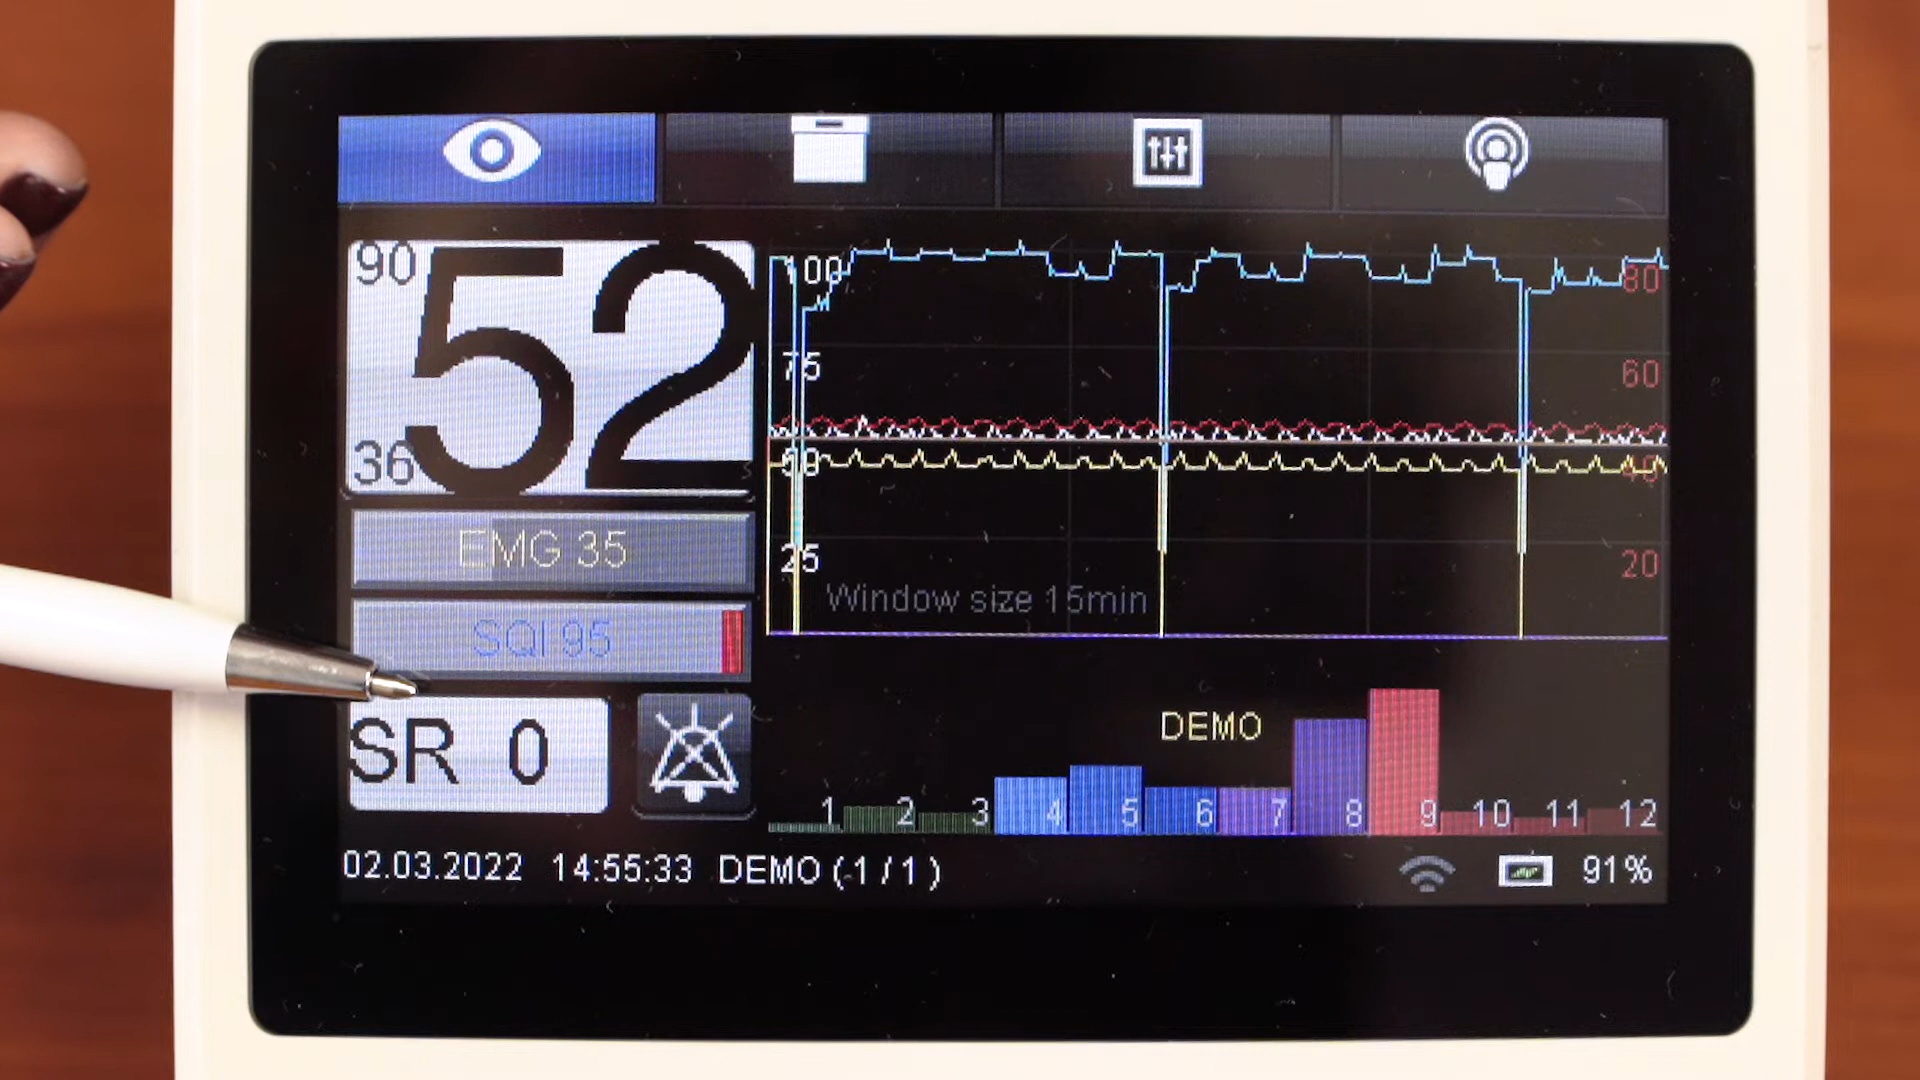 90
52
36
EMG 35
SQI 95
SR 0
100
75
50
25
80
60
40
20
Window size 15min
DEMO
1 2 3 4 5 6 7 8 9 10 11 12
02.03.2022 14:55:33 DEMO (1/1) 91%